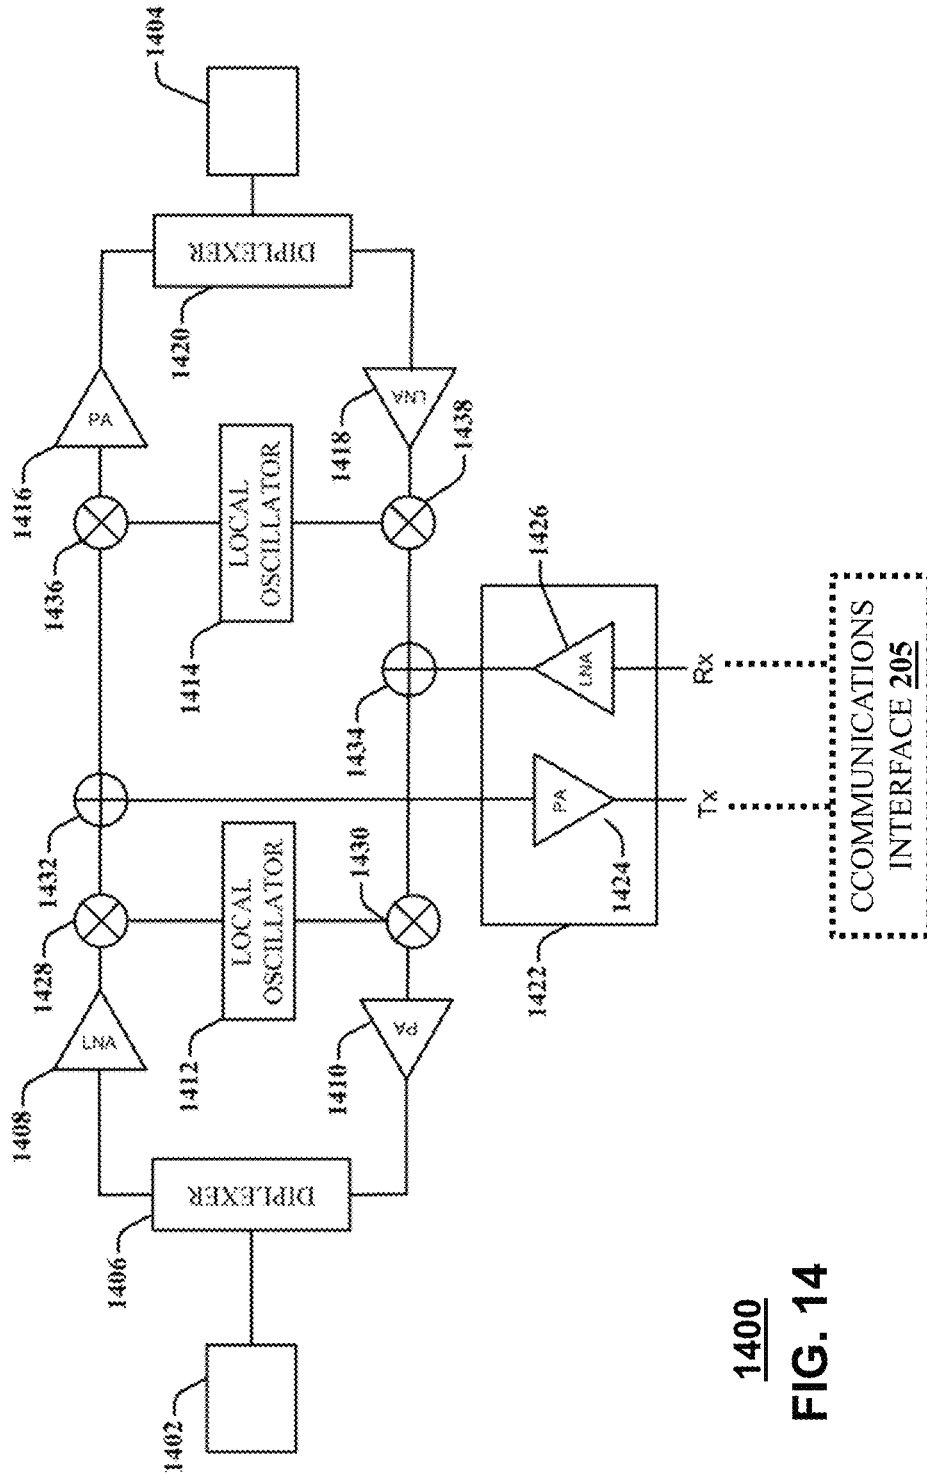 1404
1416
PA
DIPLEXER
1420
1436
LOCAL
OSCILLATOR
1414
LNA
1418
1438
1426
LNA
1434
Rx
1432
PA
Tx
1424
COMMUNICATIONS
INTERFACE 205
1428
LOCAL
OSCILLATOR
1412
1430
1422
LNA
1408
PA
1410
DIPLEXER
1406
1402
1400
FIG. 14